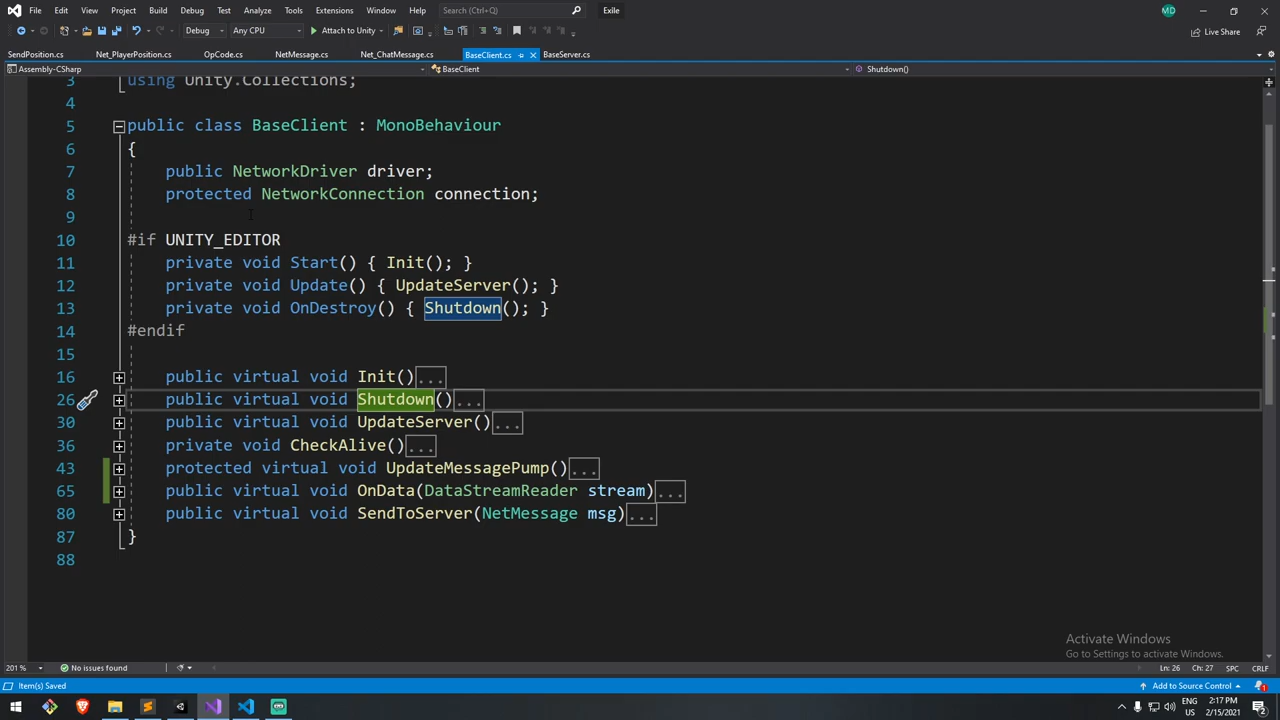 File Edit View Project Build Debug Test Analyze Tools Extensions Window Help Search (Ctrl+Q) Exile MD
Debug Any CPU Attach to Unity Live Share
SendPosition.cs Net_PlayerPosition.cs OpCode.cs NetMessage.cs Net_ChatMessage.cs BaseClient.cs BaseServer.cs
Assembly-CSharp BaseClient Shutdown()
3 using Unity.Collections;
4
5 public class BaseClient : MonoBehaviour
6 {
7 public NetworkDriver driver;
8 protected NetworkConnection connection;
9
10 #if UNITY_EDITOR
11 private void Start() { Init(); }
12 private void Update() { UpdateServer(); }
13 private void OnDestroy() { Shutdown(); }
14 #endif
15
16 public virtual void Init()...
26 public virtual void Shutdown()...
30 public virtual void UpdateServer()...
36 private void CheckAlive()...
43 protected virtual void UpdateMessagePump()...
65 public virtual void OnData(DataStreamReader stream)...
80 public virtual void SendToServer(NetMessage msg)...
87 }
88
Activate Windows
Go to Settings to activate Windows.
201 % No issues found Ln: 26 Ch: 27 SPC CRLF
Item(s) Saved Add to Source Control 1
ENG 2:17 PM
US 2/15/2021 2